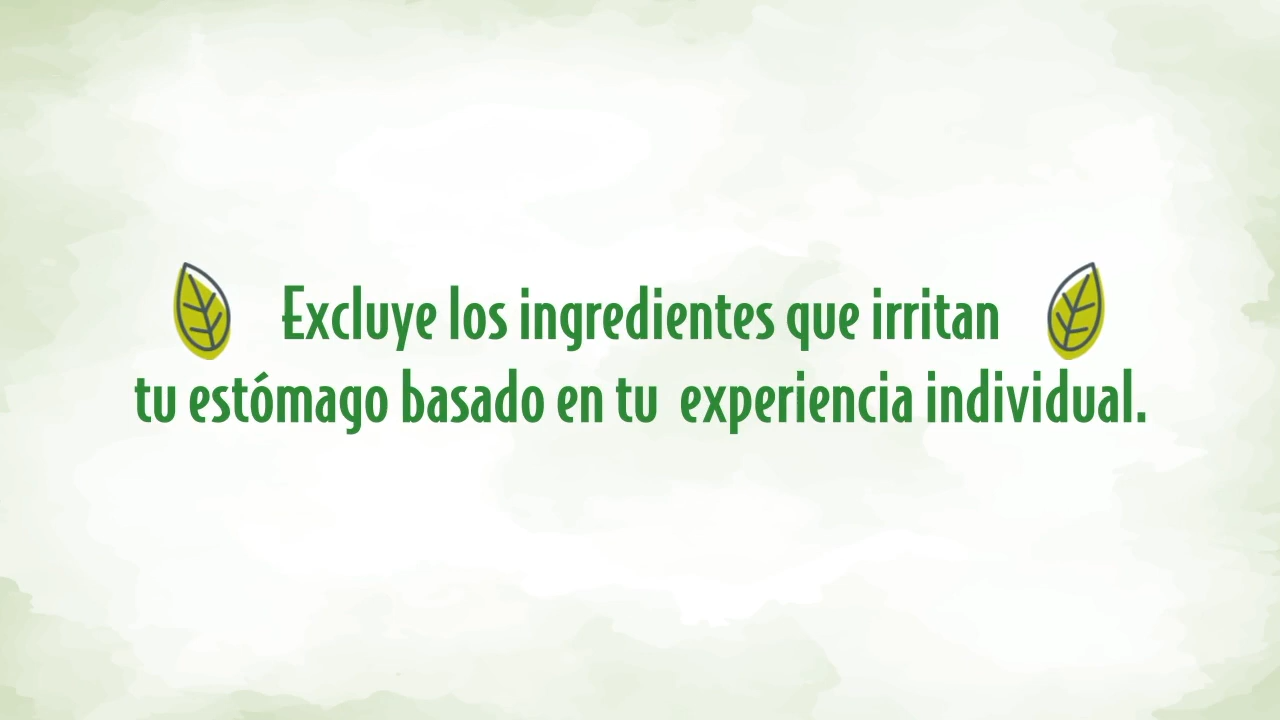 Excluye los ingredientes que irritan
tu estómago basado en tu experiencia individual.